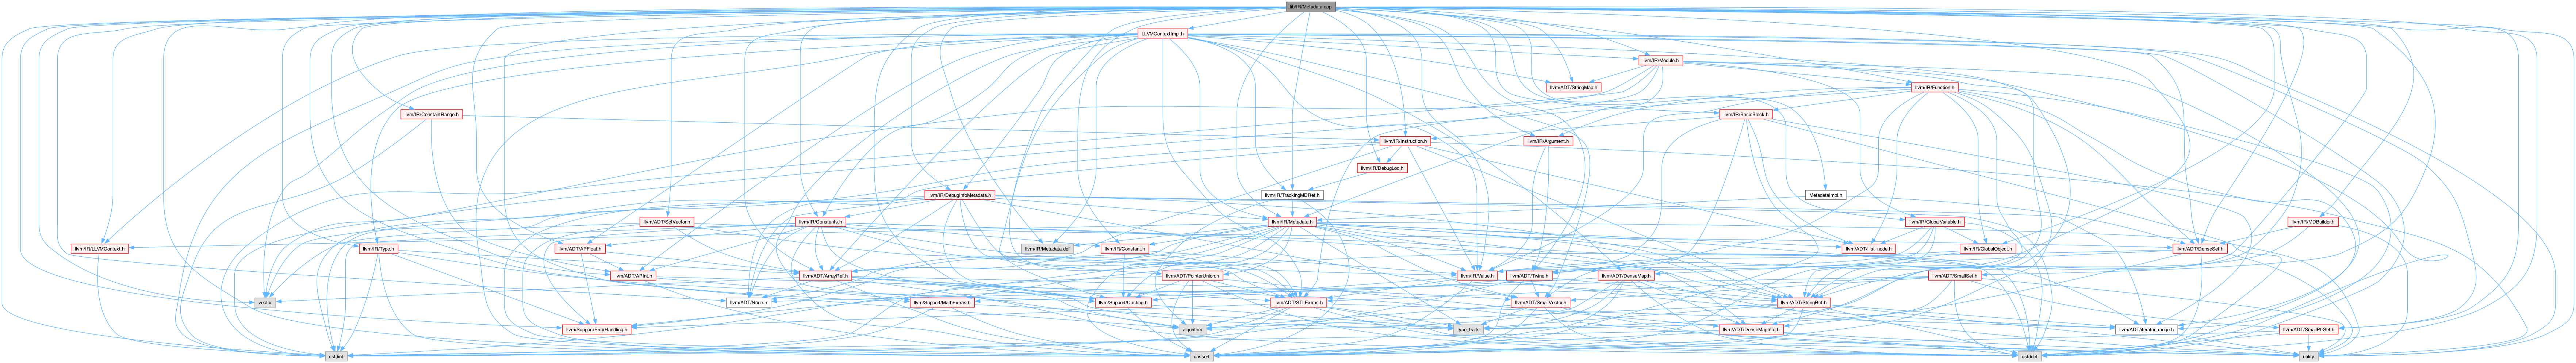 llvm/IR/Metadata.cpp
LLVMContextImpl.h
llvm/IR/Module.h
llvm/ADT/StringMap.h
llvm/IR/Function.h
llvm/IR/ConstantRange.h
llvm/IR/BasicBlock.h
llvm/IR/Instruction.h
llvm/IR/Argument.h
llvm/IR/DebugLoc.h
llvm/IR/DebugInfoMetadata.h
llvm/IR/TrackingMDRef.h
MetadataImpl.h
llvm/ADT/SetVector.h
llvm/IR/Constants.h
llvm/IR/Metadata.h
llvm/IR/GlobalVariable.h
llvm/IR/MDBuilder.h
llvm/IR/LLVMContext.h
llvm/IR/Type.h
llvm/ADT/APFloat.h
llvm/IR/Metadata.def
llvm/IR/Constant.h
llvm/ADT/ilist_node.h
llvm/IR/GlobalObject.h
llvm/ADT/DenseSet.h
llvm/ADT/APInt.h
llvm/ADT/ArrayRef.h
llvm/ADT/PointerUnion.h
llvm/IR/Value.h
llvm/ADT/Twine.h
llvm/ADT/DenseMap.h
llvm/ADT/SmallSet.h
vector
llvm/ADT/None.h
llvm/Support/MathExtras.h
llvm/Support/Casting.h
llvm/ADT/STLExtras.h
llvm/ADT/SmallVector.h
llvm/ADT/StringRef.h
llvm/Support/ErrorHandling.h
algorithm
type_traits
llvm/ADT/DenseMapInfo.h
llvm/ADT/iterator_range.h
llvm/ADT/SmallPtrSet.h
cstdint
cassert
cstddef
utility